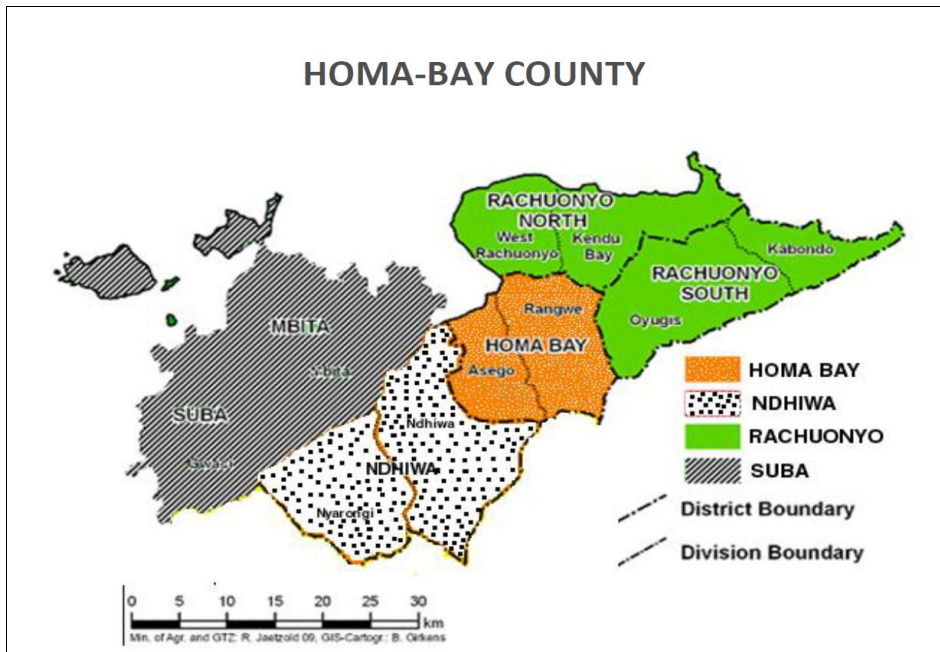 HOMA-BAY COUNTY
RACHUONYO
NORTH
West
Rachuonyo
Kendu
Bay
Kabondo
RACHUONYO
SOUTH
Oyugis
Rangwe
HOMA BAY
Asego
MBITA
SUBA
Gwasi
Ndhiwa
NDHIWA
Nyarongi
HOMA BAY
NDHIWA
RACHUONYO
SUBA
District Boundary
Division Boundary
0 5 10 15 20 25 30
km
Min. of Agr. and GTZ: R. Jaetzold 09, GIS-Cartogr.: B. Girkens